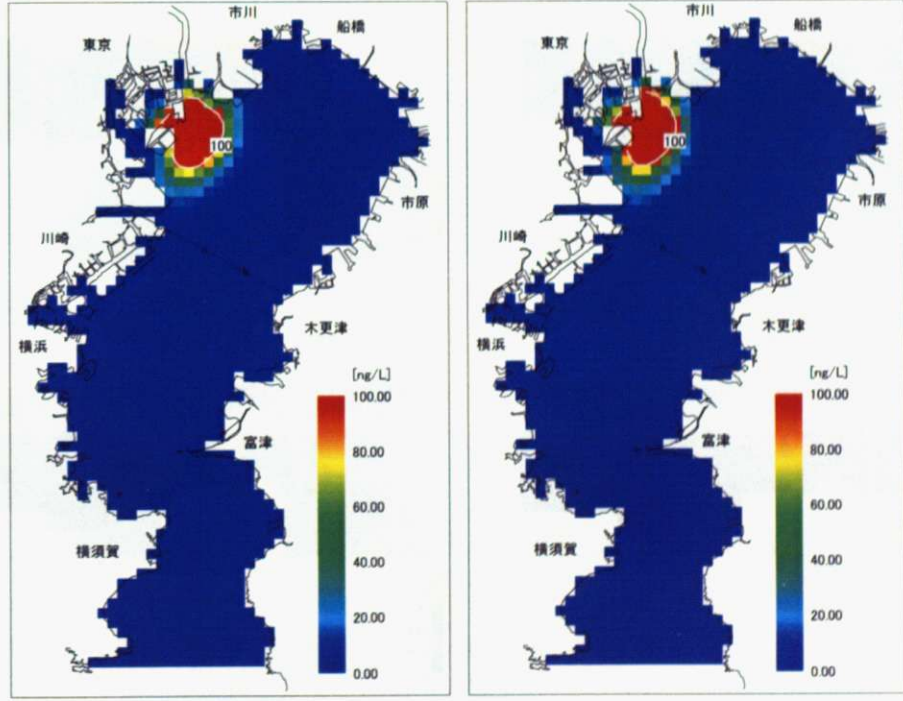 市川
船橋
東京
100
市原
川崎
木更津
横浜
[ng/L]
100.00
80.00
富津
60.00
横須賀
40.00
20.00
0.00
市川
船橋
東京
100
市原
川崎
木更津
横浜
[ng/L]
100.00
80.00
富津
60.00
横須賀
40.00
20.00
0.00